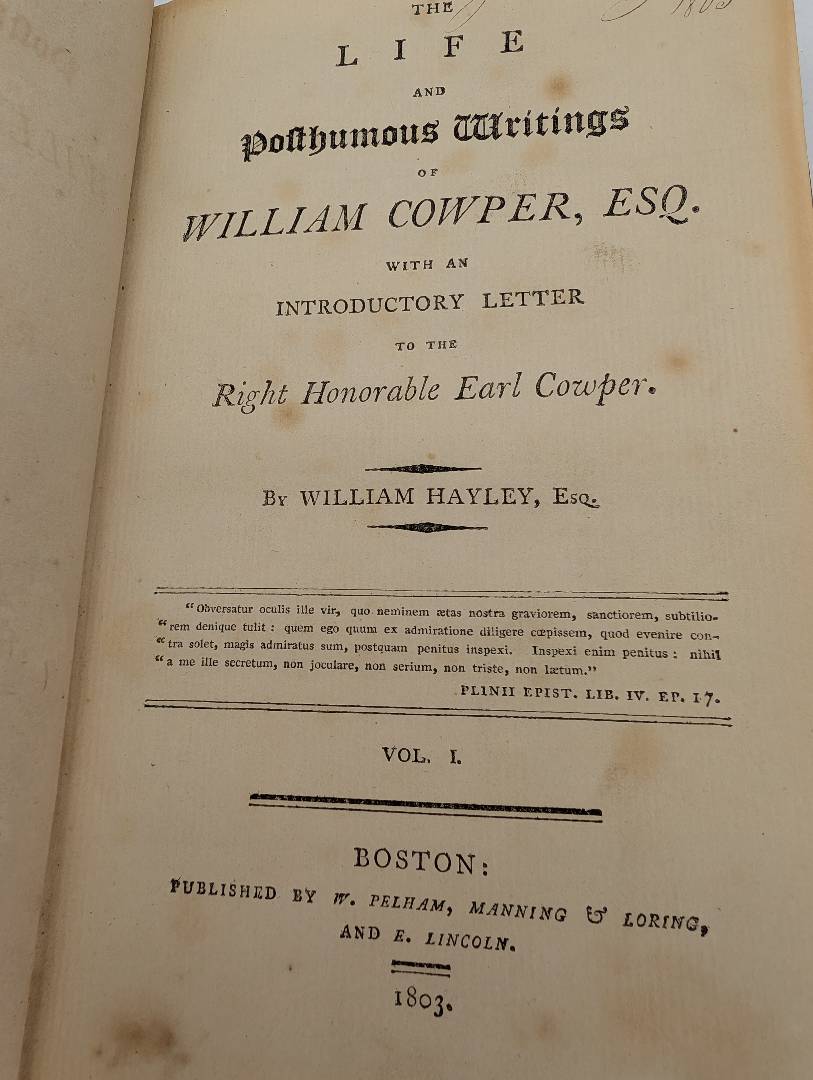 1803
THE
LIFE
AND
Posthumous Writings
OF
WILLIAM COWPER, ESQ.
WITH AN
INTRODUCTORY LETTER
TO THE
Right Honorable Earl Cowper.
By WILLIAM HAYLEY, Esq.
“Obversatur oculis ille vir, quo neminem ætas nostra graviorem, sanctiorem, subtilio-
“rem denique tulit : quem ego quum ex admiratione diligere cœpissem, quod evenire con-
“tra solet, magis admiratus sum, postquam penitus inspexi. Inspexi enim penitus : nihil
“a me ille secretum, non joculare, non serium, non triste, non lætum.”
PLINII EPIST. LIB. IV. EP. 17.
VOL. I.
BOSTON:
PUBLISHED BY W. PELHAM, MANNING & LORING,
AND E. LINCOLN.
1803.